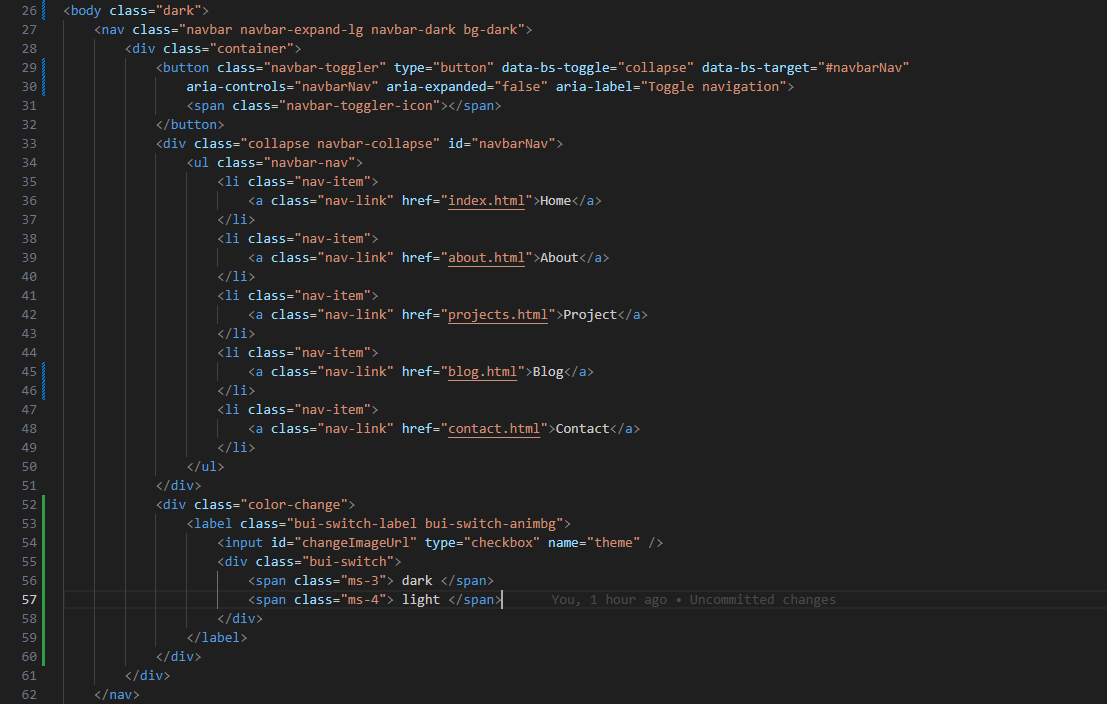 26 <body class="dark">
27 <nav class="navbar navbar-expand-lg navbar-dark bg-dark">
28 <div class="container">
29 <button class="navbar-toggler" type="button" data-bs-toggle="collapse" data-bs-target="#navbarNav"
30 aria-controls="navbarNav" aria-expanded="false" aria-label="Toggle navigation">
31 <span class="navbar-toggler-icon"></span>
32 </button>
33 <div class="collapse navbar-collapse" id="navbarNav">
34 <ul class="navbar-nav">
35 <li class="nav-item">
36 <a class="nav-link" href="index.html">Home</a>
37 </li>
38 <li class="nav-item">
39 <a class="nav-link" href="about.html">About</a>
40 </li>
41 <li class="nav-item">
42 <a class="nav-link" href="projects.html">Project</a>
43 </li>
44 <li class="nav-item">
45 <a class="nav-link" href="blog.html">Blog</a>
46 </li>
47 <li class="nav-item">
48 <a class="nav-link" href="contact.html">Contact</a>
49 </li>
50 </ul>
51 </div>
52 <div class="color-change">
53 <label class="bui-switch-label bui-switch-animbg">
54 <input id="changeImageUrl" type="checkbox" name="theme" />
55 <div class="bui-switch">
56 <span class="ms-3"> dark </span>
57 <span class="ms-4"> light </span> You, 1 hour ago • Uncommitted changes
58 </div>
59 </label>
60 </div>
61 </div>
62 </nav>